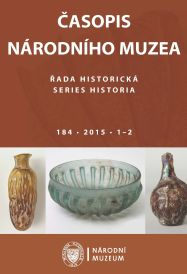 ČASOPIS
NÁRODNÍHO MUZEA
ŘADA HISTORICKÁ
SERIES HISTORIA
184 • 2015 • 1–2
NÁRODNÍ
MUZEUM